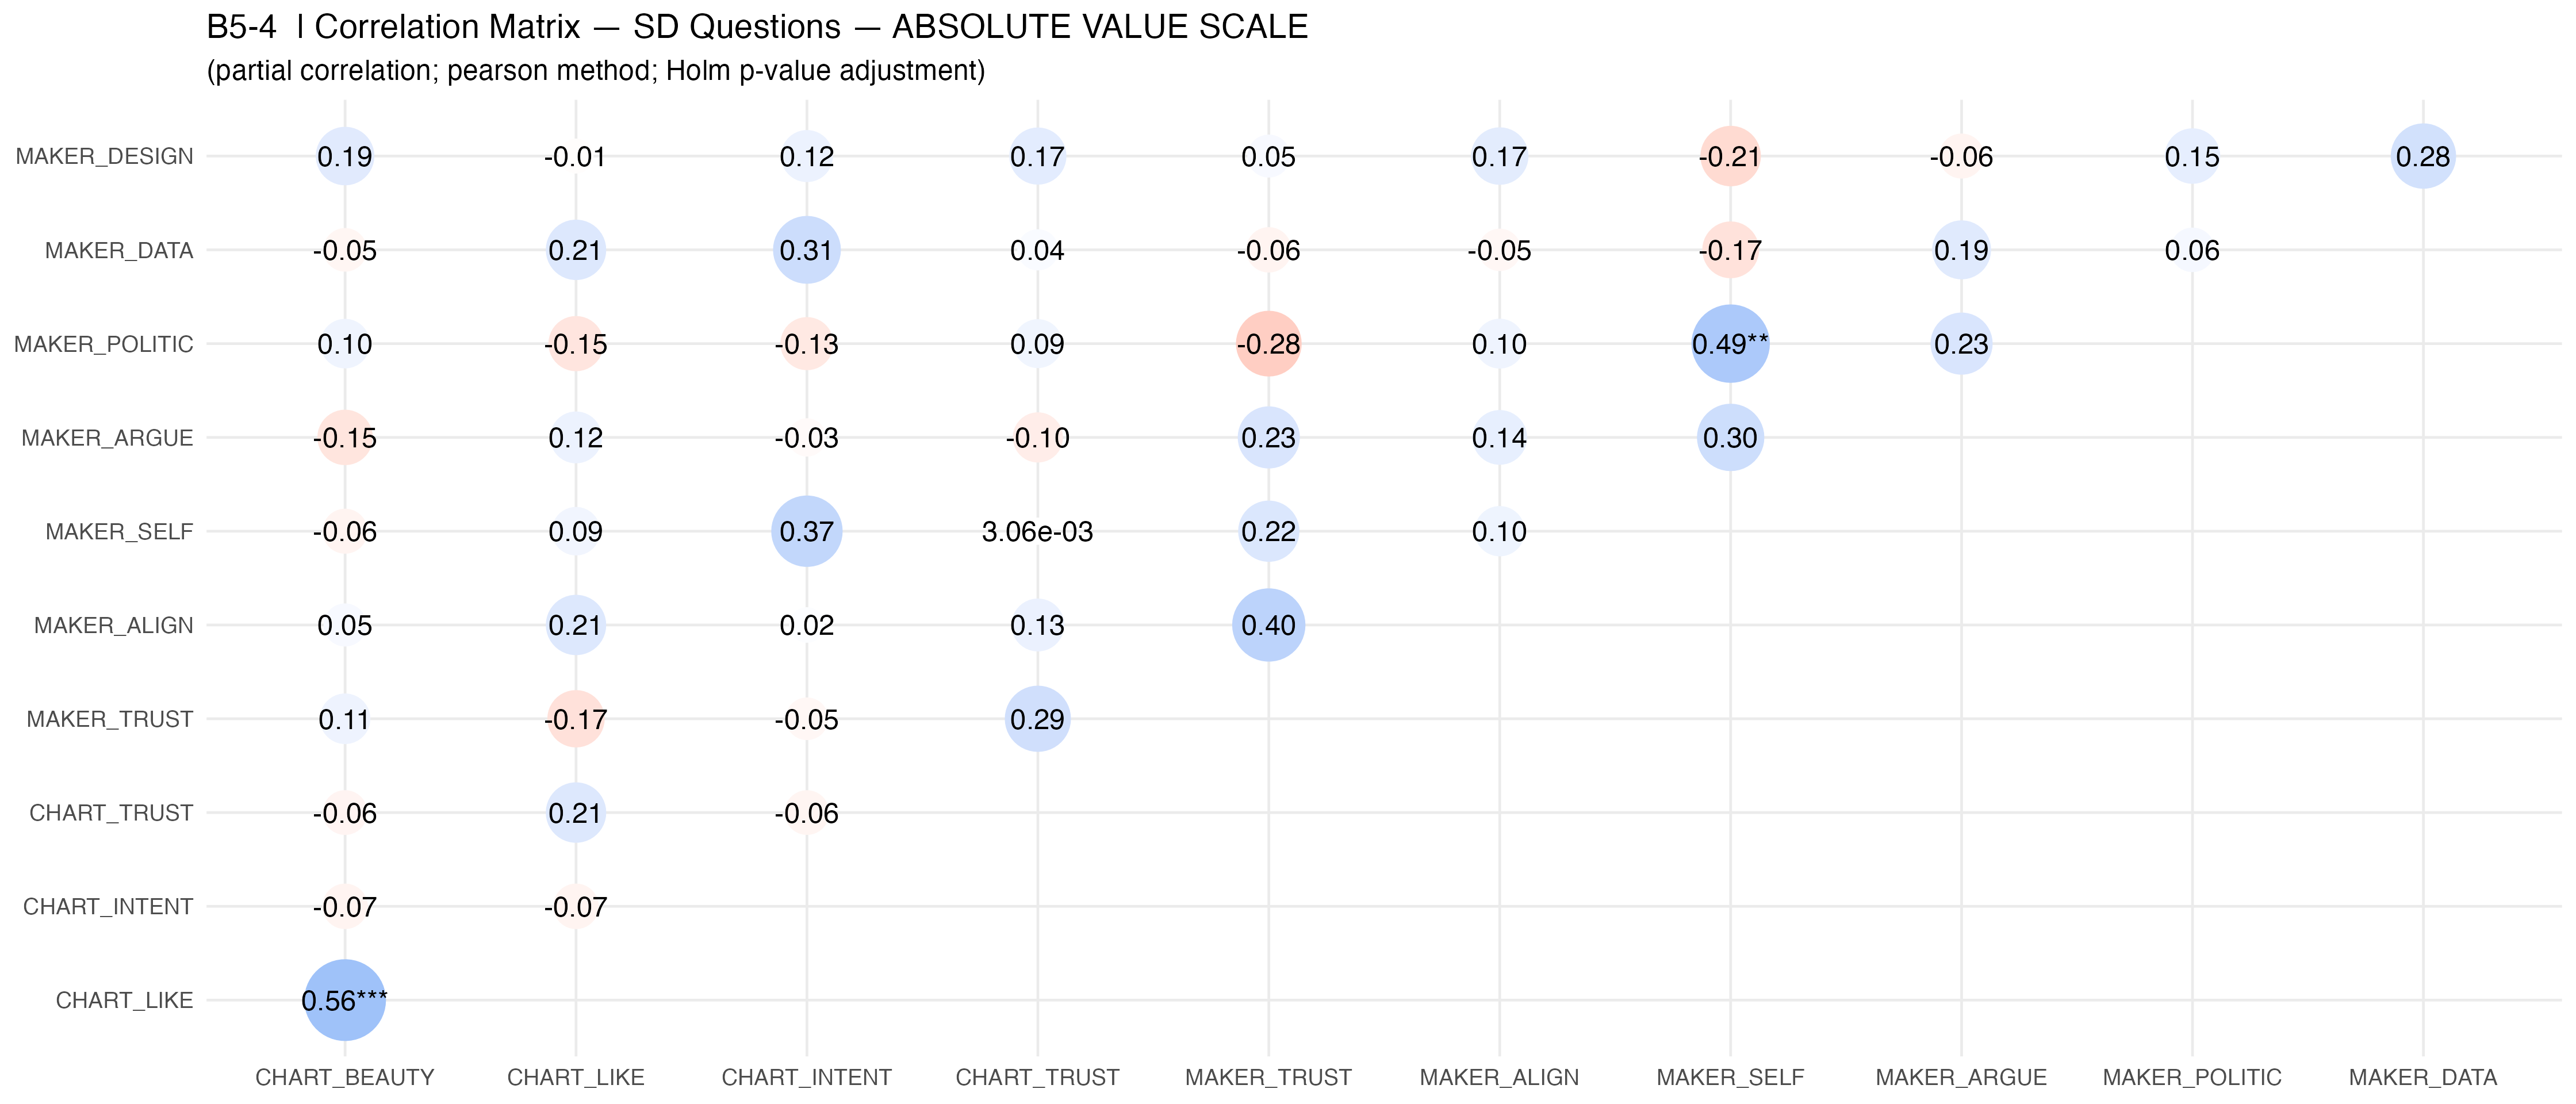 B5-4 | Correlation Matrix — SD Questions — ABSOLUTE VALUE SCALE
(partial correlation; pearson method; Holm p-value adjustment)
MAKER_DESIGN 0.19 -0.01 0.12 0.17 0.05 0.17 -0.21 -0.06 0.15 0.28
MAKER_DATA -0.05 0.21 0.31 0.04 -0.06 -0.05 -0.17 0.19 0.06
MAKER_POLITIC 0.10 -0.15 -0.13 0.09 -0.28 0.10 0.49** 0.23
MAKER_ARGUE -0.15 0.12 -0.03 -0.10 0.23 0.14 0.30
MAKER_SELF -0.06 0.09 0.37 3.06e-03 0.22 0.10
MAKER_ALIGN 0.05 0.21 0.02 0.13 0.40
MAKER_TRUST 0.11 -0.17 -0.05 0.29
CHART_TRUST -0.06 0.21 -0.06
CHART_INTENT -0.07 -0.07
CHART_LIKE 0.56***
CHART_BEAUTY CHART_LIKE CHART_INTENT CHART_TRUST MAKER_TRUST MAKER_ALIGN MAKER_SELF MAKER_ARGUE MAKER_POLITIC MAKER_DATA